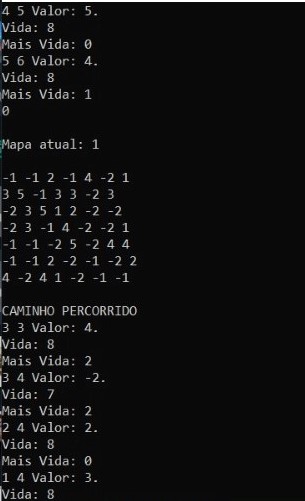 4 5 Valor: 5.
Vida: 8
Mais Vida: 0
5 6 Valor: 4.
Vida: 8
Mais Vida: 1
0
Mapa atual: 1
-1 -1 2 -1 4 -2 1
3 5 -1 3 3 -2 3
-2 3 5 1 2 -2 -2
-2 3 -1 4 -2 -2 1
-1 -1 -2 5 -2 4 4
-1 -1 2 -2 -1 -2 2
4 -2 4 1 -2 -1 -1
CAMINHO PERCORRIDO
3 3 Valor: 4.
Vida: 8
Mais Vida: 2
3 4 Valor: -2.
Vida: 7
Mais Vida: 2
2 4 Valor: 2.
Vida: 8
Mais Vida: 0
1 4 Valor: 3.
Vida: 8